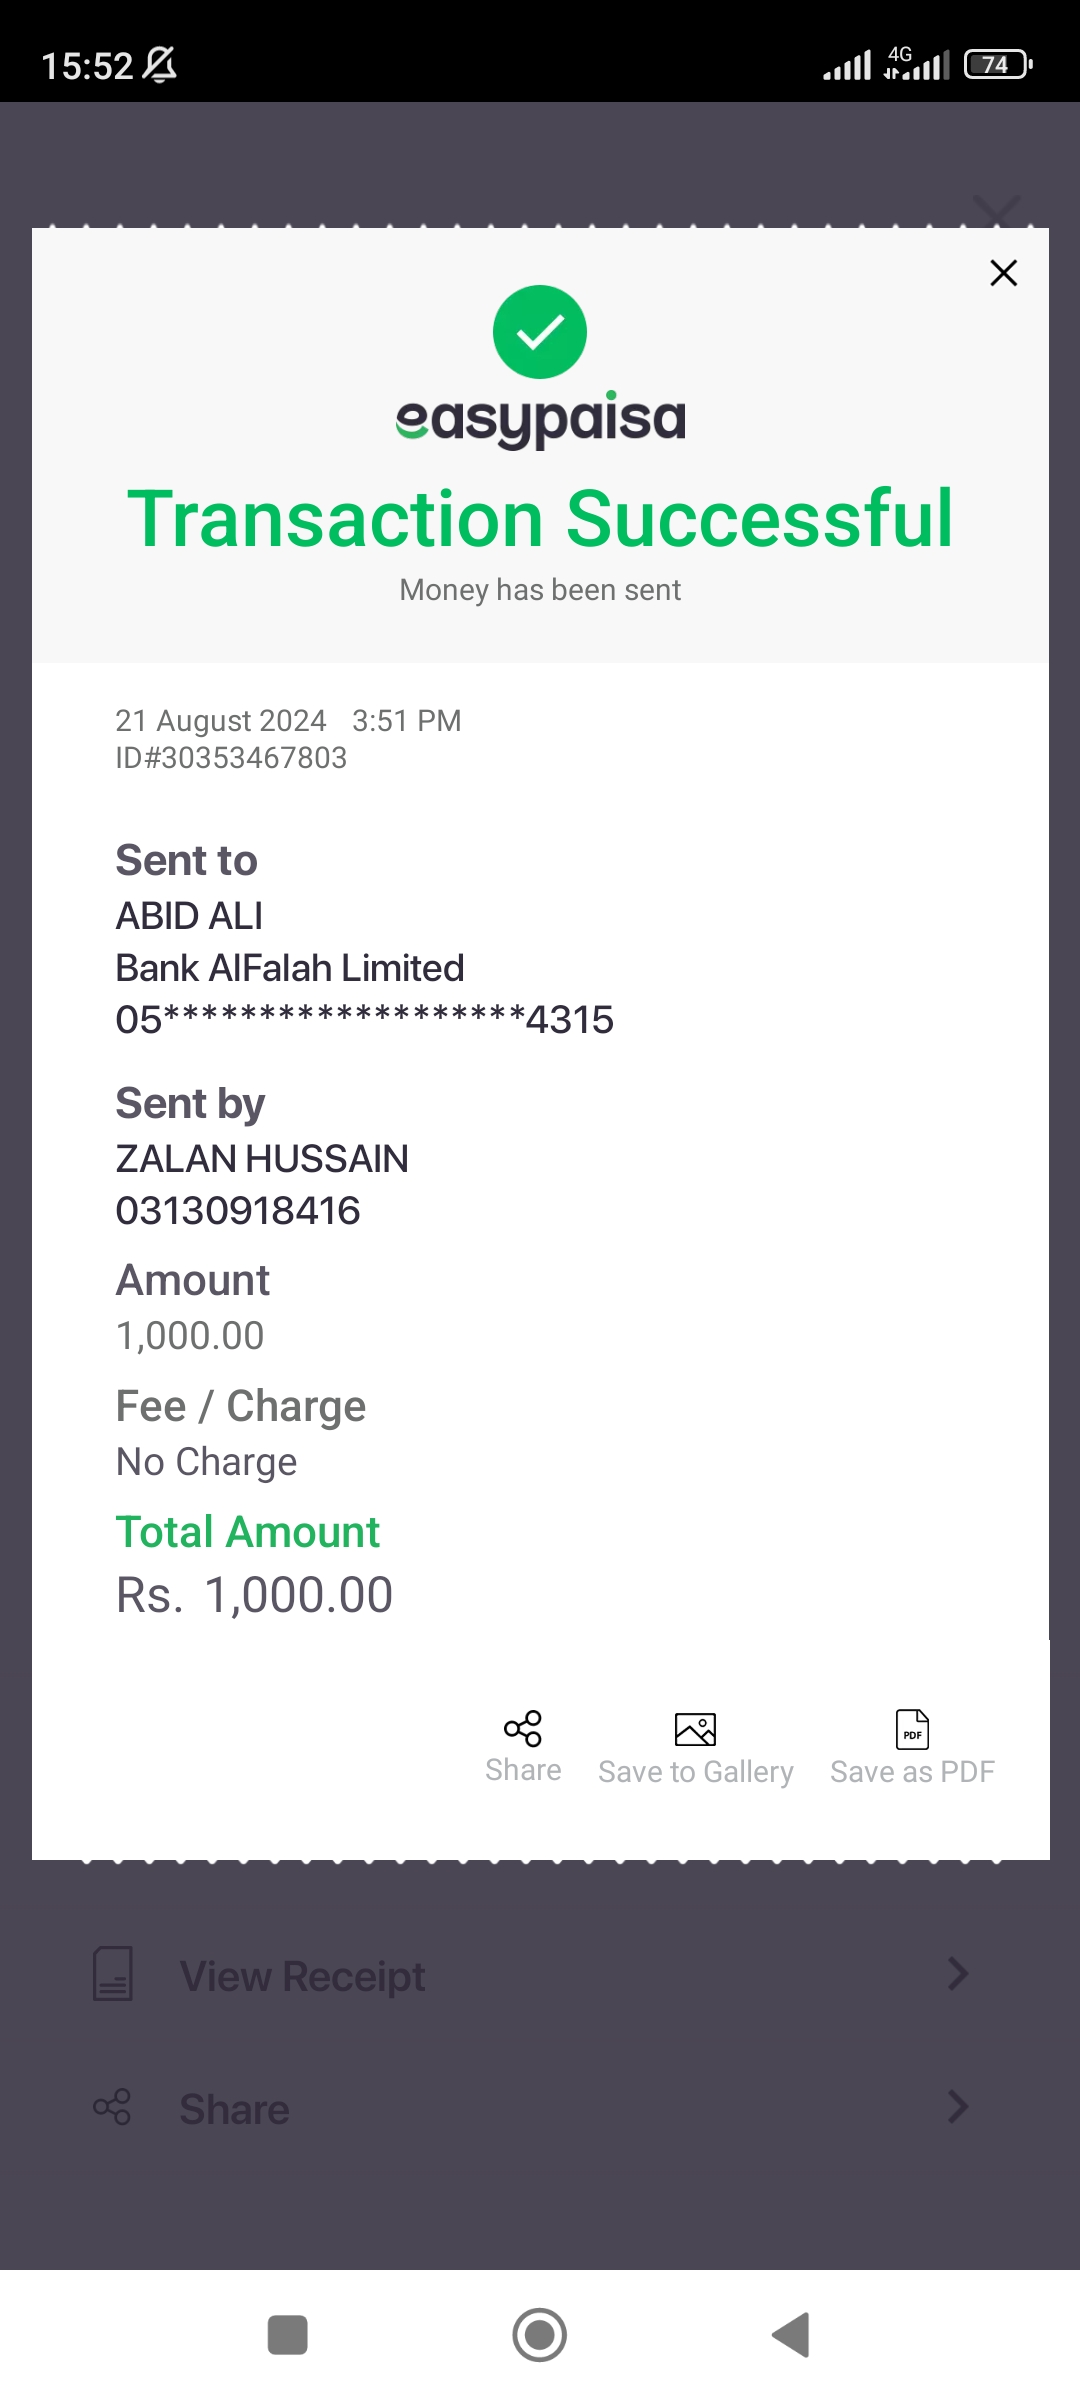 15:52
4G
74
easypaisa
Transaction Successful
Money has been sent
21 August 2024 3:51 PM
ID#30353467803
Sent to
ABID ALI
Bank AlFalah Limited
05******************4315
Sent by
ZALAN HUSSAIN
03130918416
Amount
1,000.00
Fee / Charge
No Charge
Total Amount
Rs. 1,000.00
PDF
Share Save to Gallery Save as PDF
View Receipt
Share